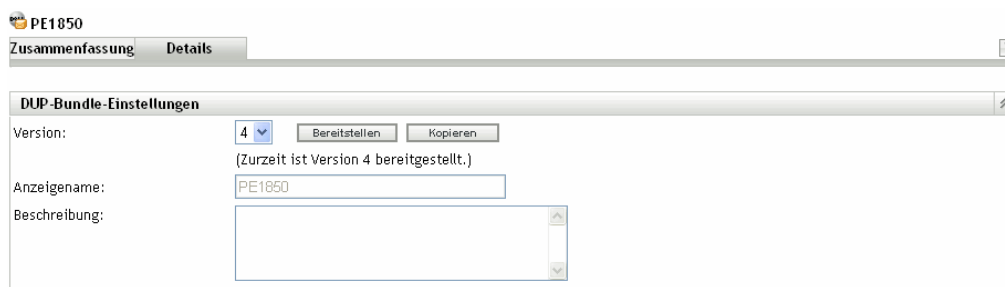 PE1850
Zusammenfassung Details
DUP-Bundle-Einstellungen
Version: 4 Bereitstellen Kopieren
(Zurzeit ist Version 4 bereitgestellt.)
Anzeigename: PE1850
Beschreibung: